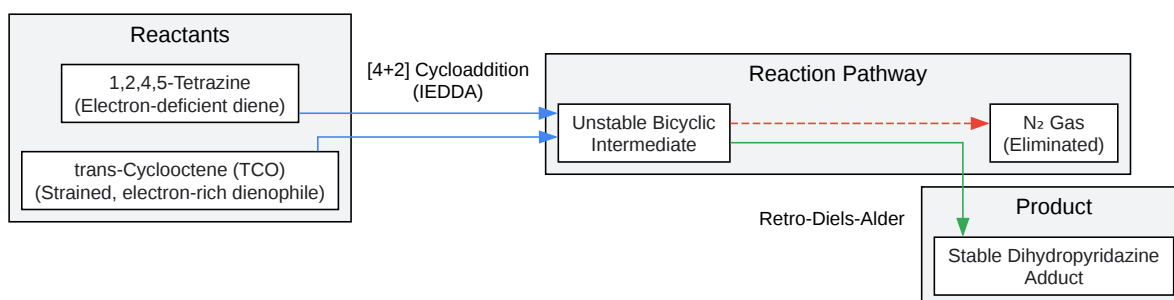 Reactants
1,2,4,5-Tetrazine
(Electron-deficient diene)
trans-Cyclooctene (TCO)
(Strained, electron-rich dienophile)
[4+2] Cycloaddition
(IEDDA)
Reaction Pathway
Unstable Bicyclic
Intermediate
N₂ Gas
(Eliminated)
Retro-Diels-Alder
Product
Stable Dihydropyridazine
Adduct